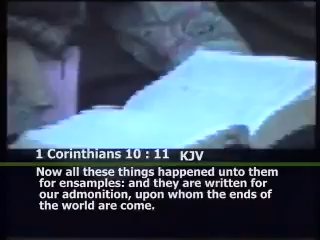 1 Corinthians 10 : 11 KJV
Now all these things happened unto them
for ensamples: and they are written for
our admonition, upon whom the ends of
the world are come.